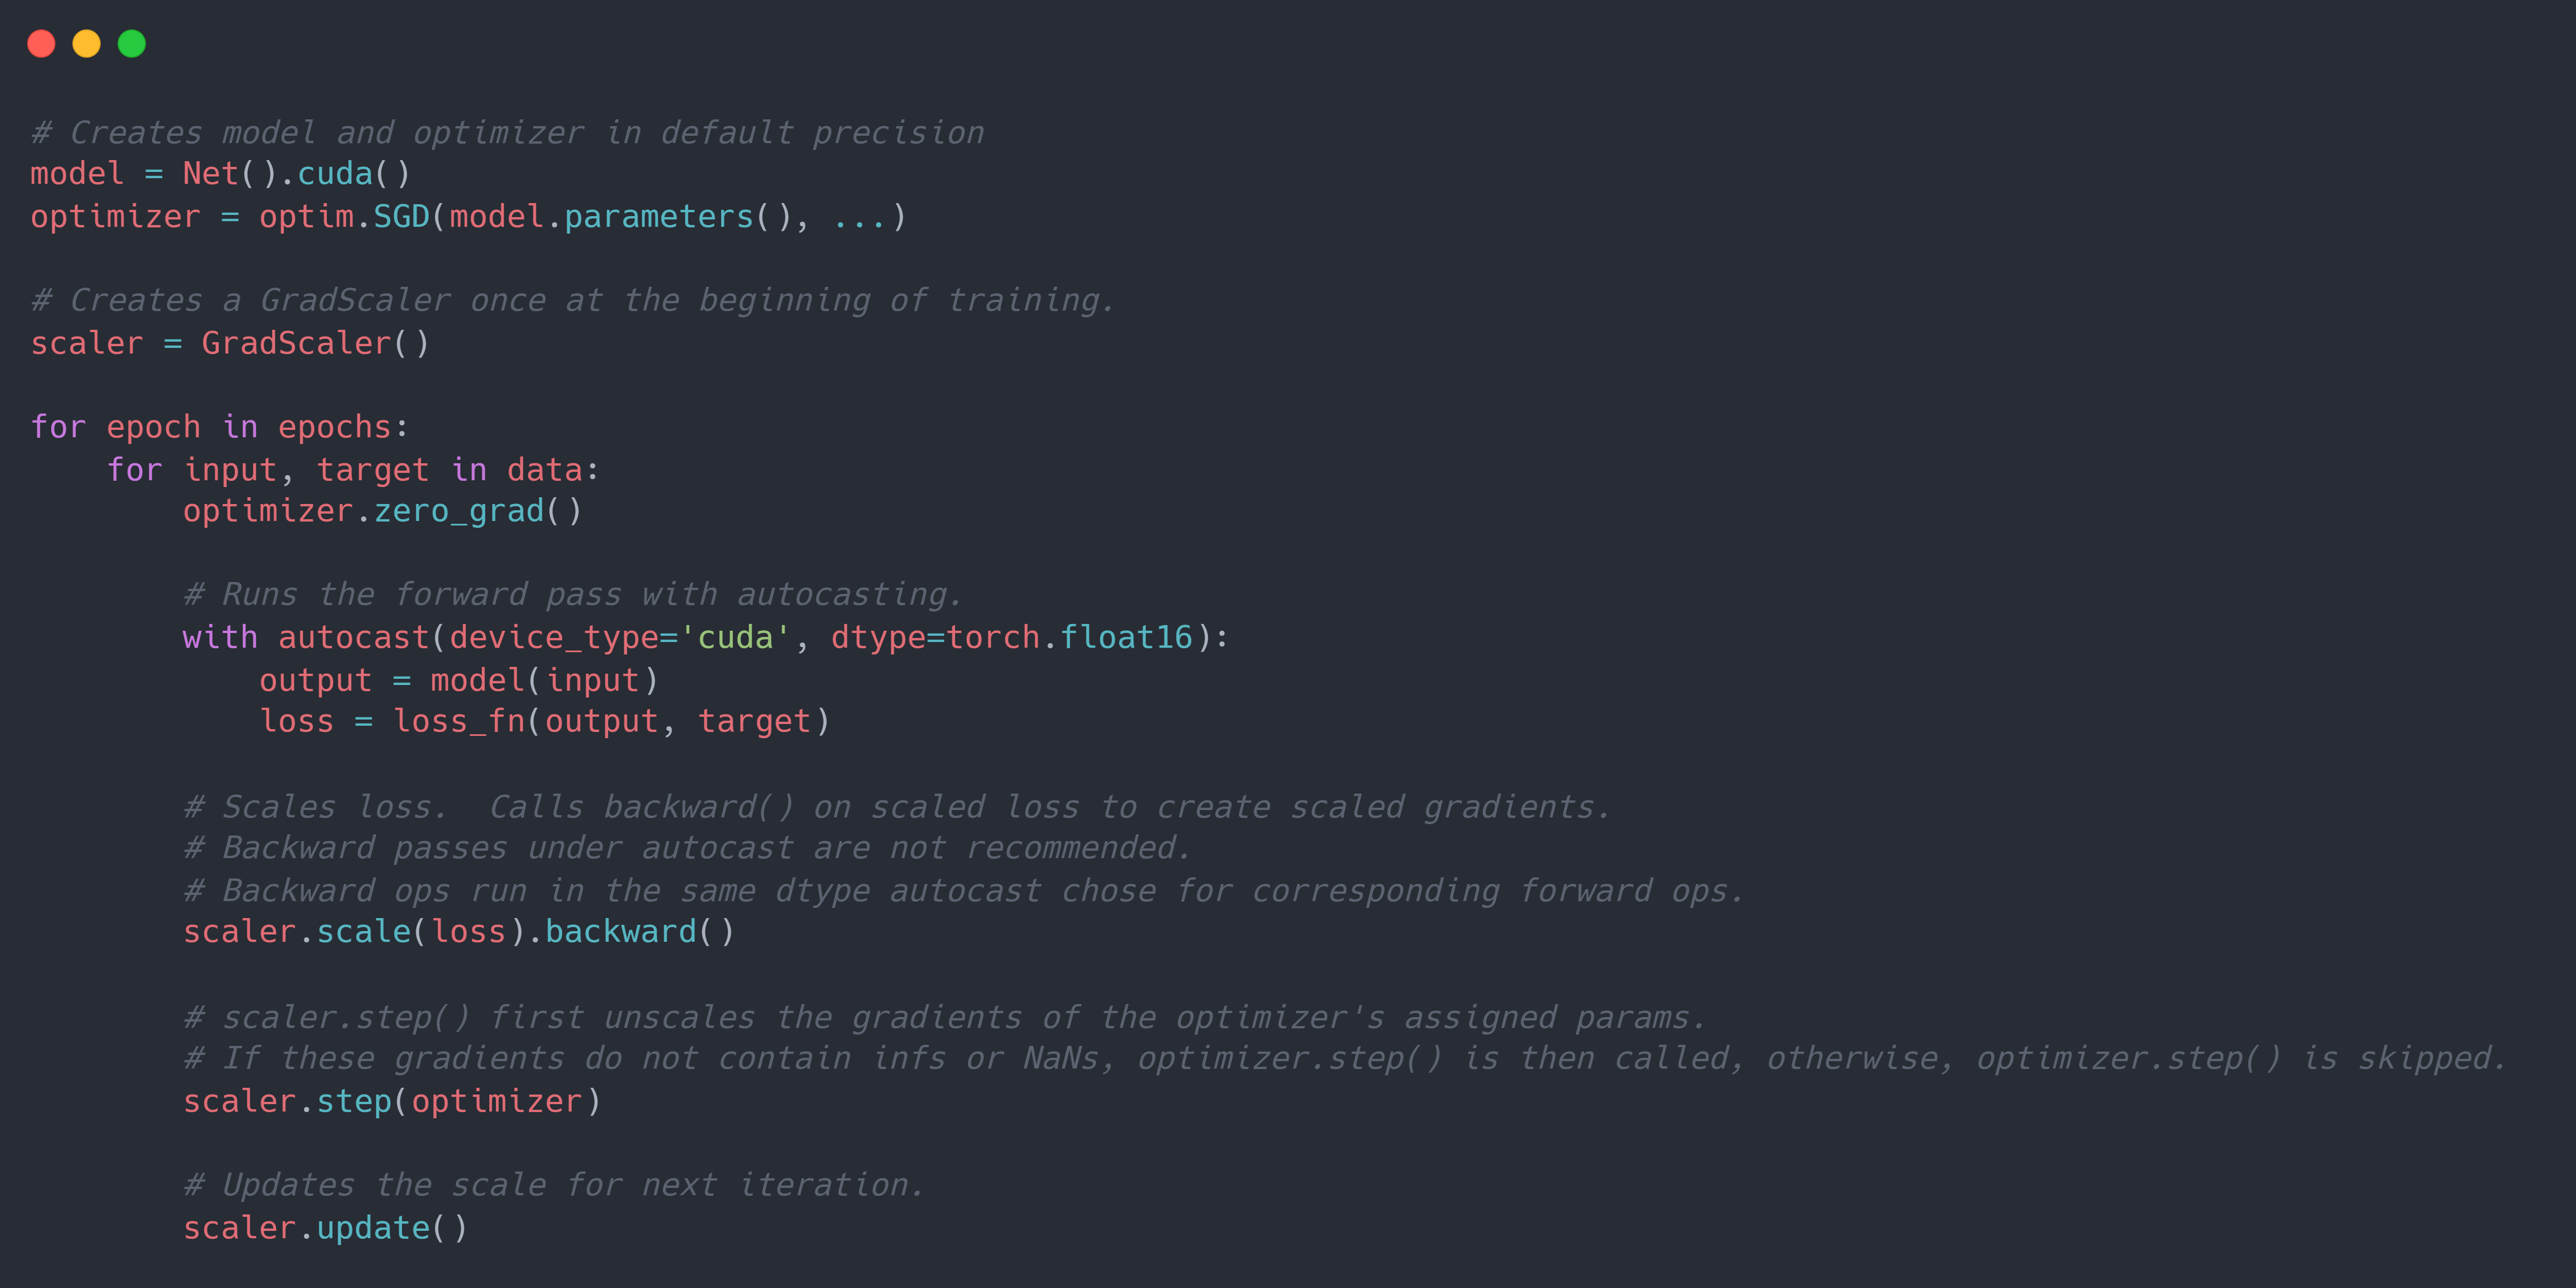 # Creates model and optimizer in default precision
model = Net().cuda()
optimizer = optim.SGD(model.parameters(), ...)

# Creates a GradScaler once at the beginning of training.
scaler = GradScaler()

for epoch in epochs:
    for input, target in data:
        optimizer.zero_grad()

        # Runs the forward pass with autocasting.
        with autocast(device_type='cuda', dtype=torch.float16):
            output = model(input)
            loss = loss_fn(output, target)

        # Scales loss.  Calls backward() on scaled loss to create scaled gradients.
        # Backward passes under autocast are not recommended.
        # Backward ops run in the same dtype autocast chose for corresponding forward ops.
        scaler.scale(loss).backward()

        # scaler.step() first unscales the gradients of the optimizer's assigned params.
        # If these gradients do not contain infs or NaNs, optimizer.step() is then called, otherwise, optimizer.step() is skipped.
        scaler.step(optimizer)

        # Updates the scale for next iteration.
        scaler.update()